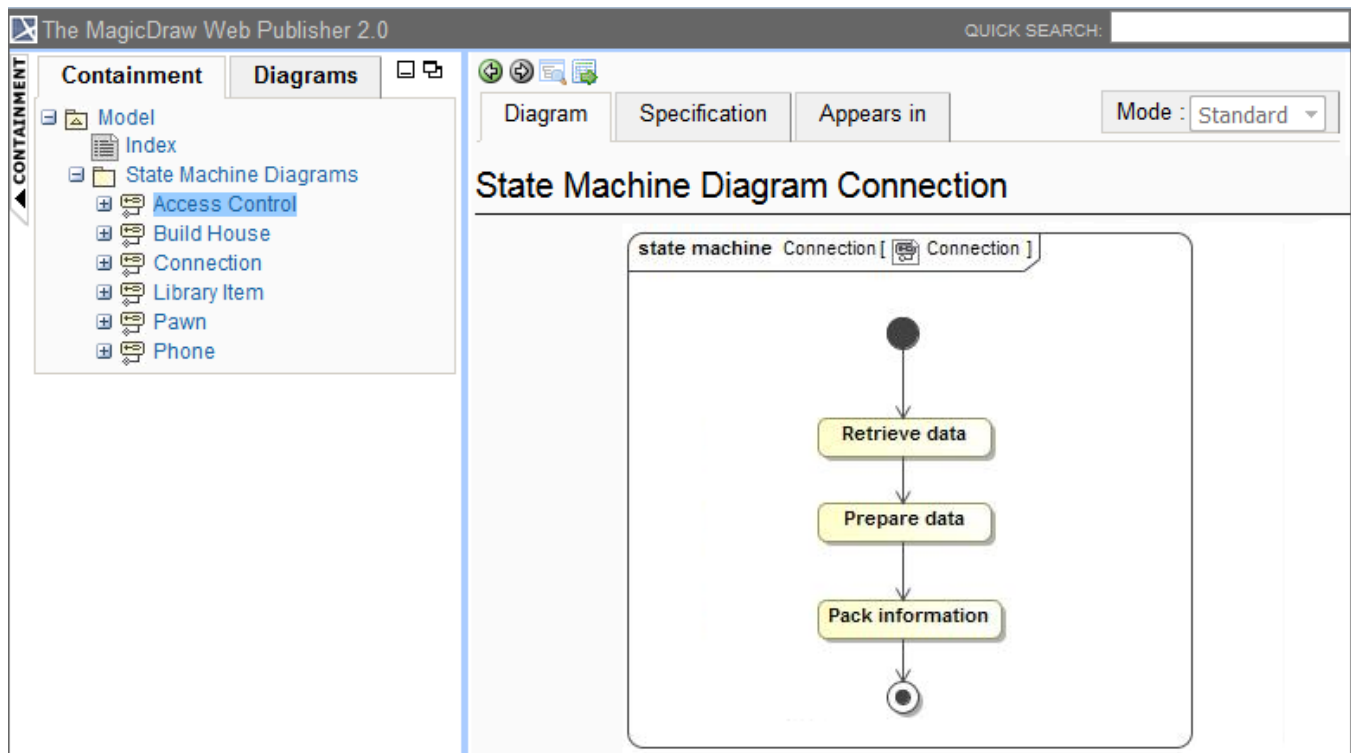 The MagicDraw Web Publisher 2.0
QUICK SEARCH:
CONTAINMENT
Containment
Diagrams
Model
Index
State Machine Diagrams
Access Control
Build House
Connection
Library Item
Pawn
Phone
Diagram
Specification
Appears in
Mode : Standard
State Machine Diagram Connection
state machine Connection [ Connection ]
Retrieve data
Prepare data
Pack information